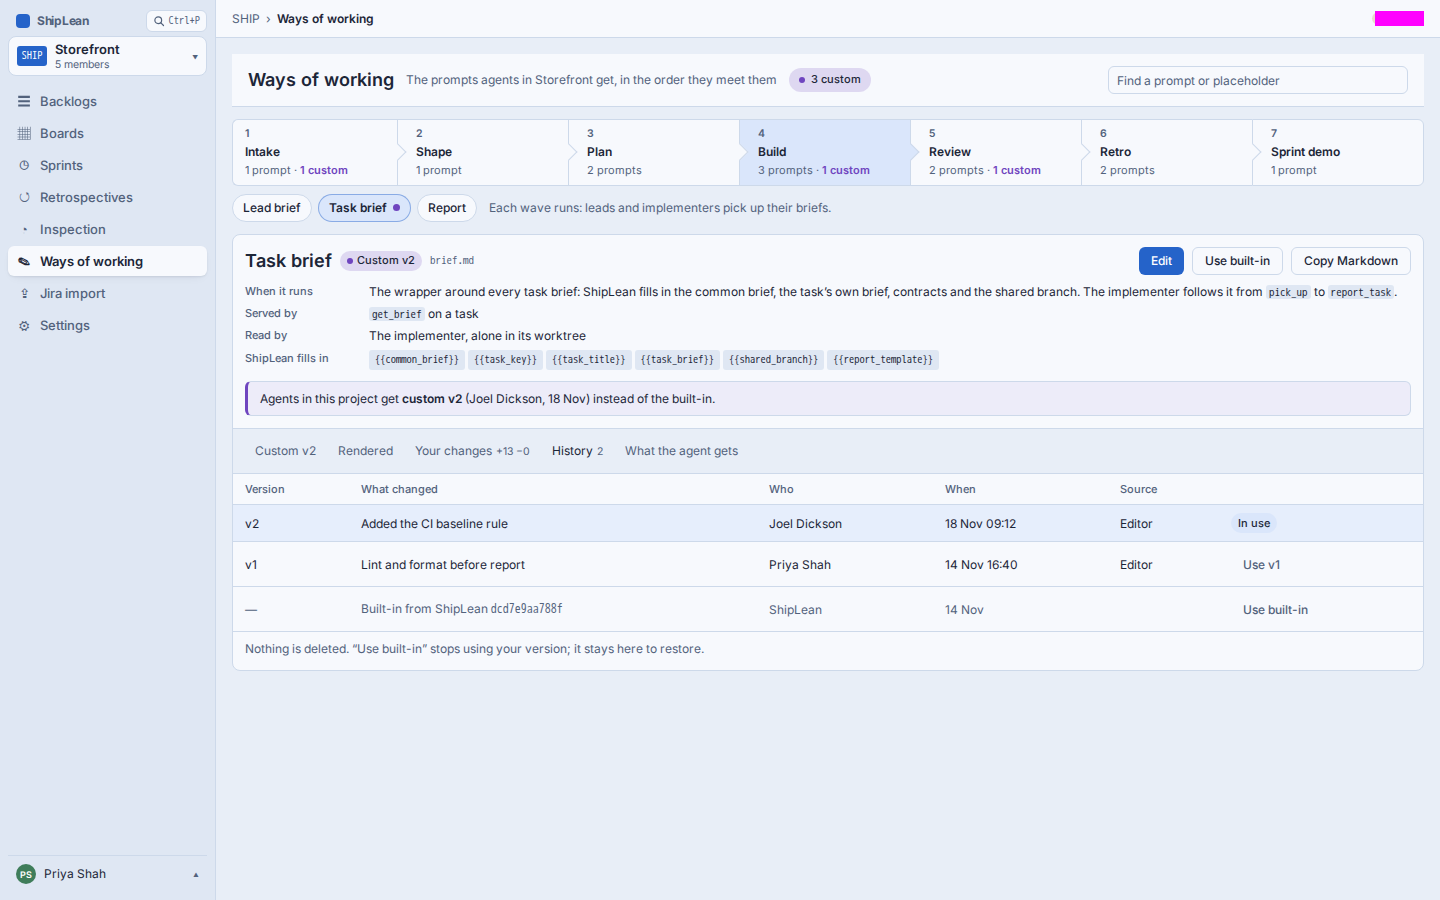 ShipLean
Ctrl+P
SHIP
Storefront
5 members
Backlogs
Boards
Sprints
Retrospectives
Inspection
Ways of working
Jira import
Settings
PS Priya Shah
SHIP › Ways of working
Ways of working The prompts agents in Storefront get, in the order they meet them 3 custom
Find a prompt or placeholder
1
Intake
1 prompt · 1 custom
2
Shape
1 prompt
3
Plan
2 prompts
4
Build
3 prompts · 1 custom
5
Review
2 prompts · 1 custom
6
Retro
2 prompts
7
Sprint demo
1 prompt
Lead brief Task brief Report Each wave runs: leads and implementers pick up their briefs.
Task brief Custom v2 brief.md Edit Use built-in Copy Markdown
When it runs The wrapper around every task brief: ShipLean fills in the common brief, the task’s own brief, contracts and the shared branch. The implementer follows it from pick_up to report_task.
Served by get_brief on a task
Read by The implementer, alone in its worktree
ShipLean fills in {{common_brief}} {{task_key}} {{task_title}} {{task_brief}} {{shared_branch}} {{report_template}}
Agents in this project get custom v2 (Joel Dickson, 18 Nov) instead of the built-in.
Custom v2 Rendered Your changes +13 −0 History 2 What the agent gets
Version What changed Who When Source
v2 Added the CI baseline rule Joel Dickson 18 Nov 09:12 Editor In use
v1 Lint and format before report Priya Shah 14 Nov 16:40 Editor Use v1
— Built-in from ShipLean dcd7e9aa788f ShipLean 14 Nov Use built-in
Nothing is deleted. “Use built-in” stops using your version; it stays here to restore.